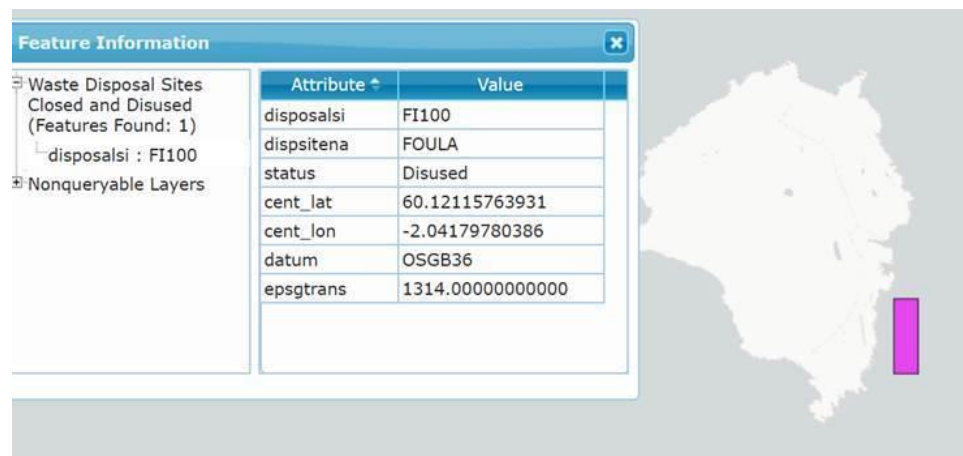 Feature Information
Waste Disposal Sites
Closed and Disused
(Features Found: 1)
disposalsi : FI100
Nonqueryable Layers
Attribute Value
disposalsi FI100
dispsitena FOULA
status Disused
cent_lat 60.12115763931
cent_lon -2.04179780386
datum OSGB36
epsgtrans 1314.00000000000